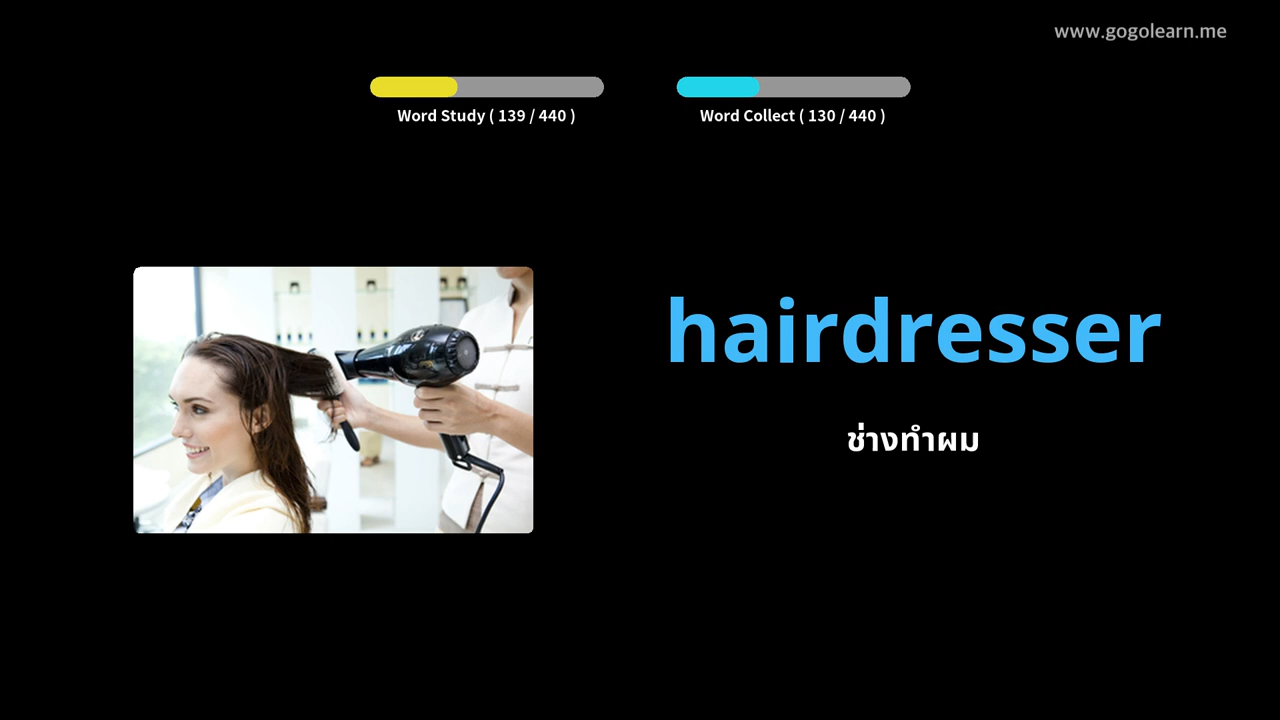 www.gogolearn.me
Word Study ( 139 / 440 )
Word Collect ( 130 / 440 )
hairdresser
ช่างทำผม